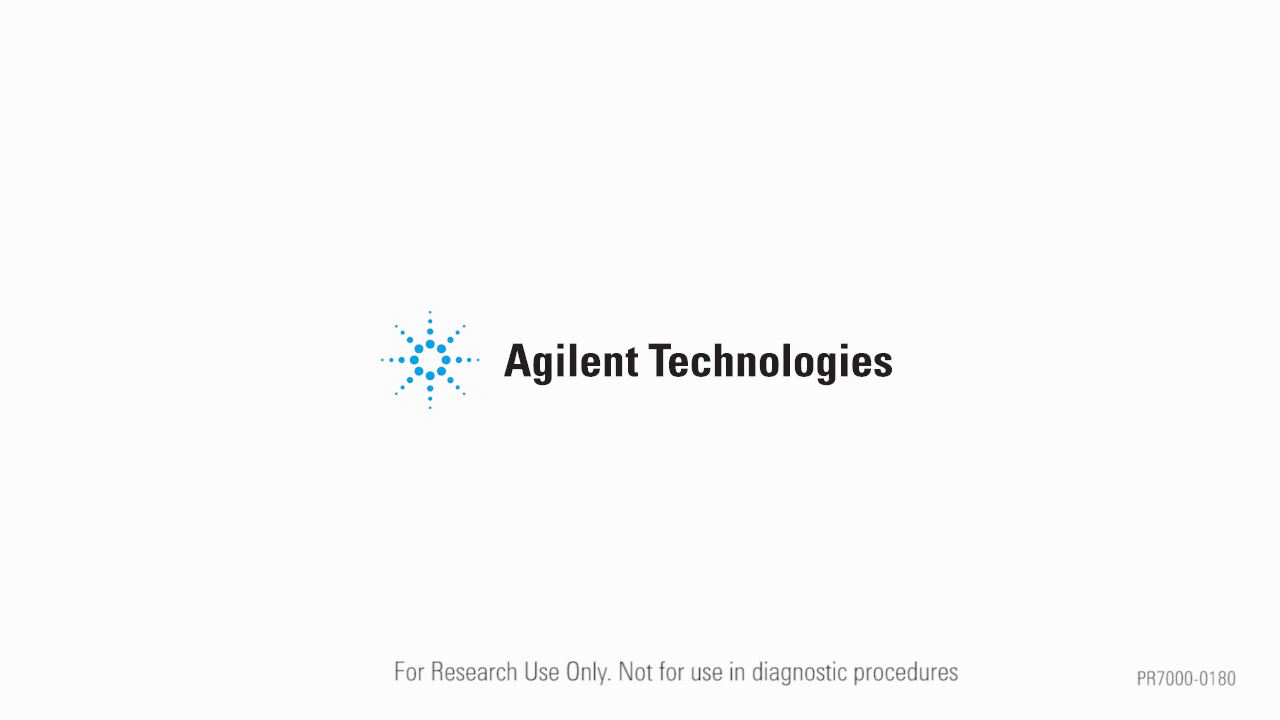 Agilent Technologies
For Research Use Only. Not for use in diagnostic procedures
PR7000-0180